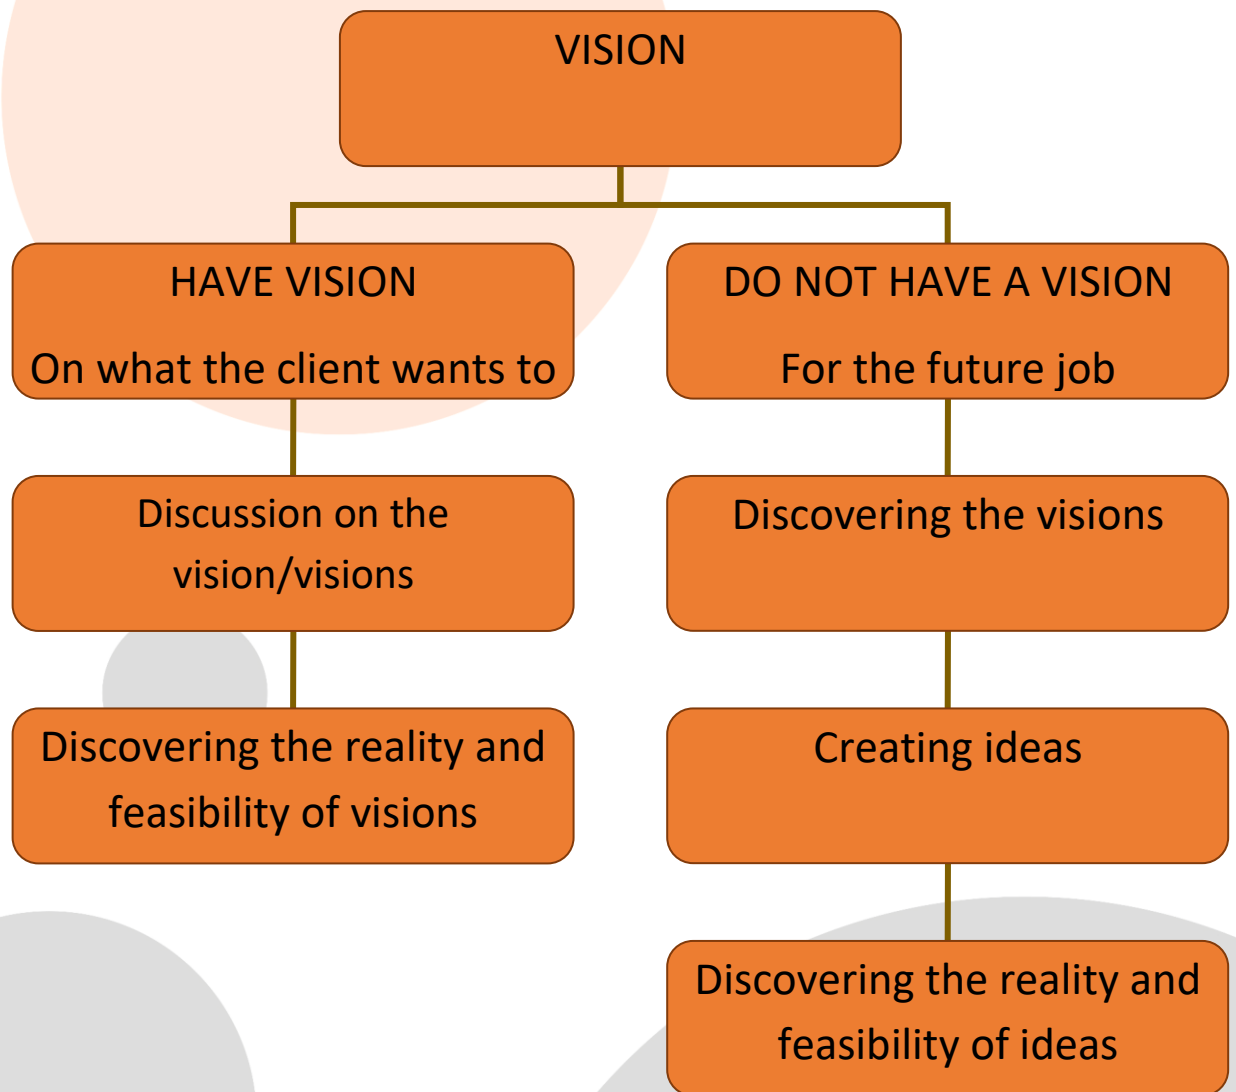 VISION
HAVE VISION
On what the client wants to
DO NOT HAVE A VISION
For the future job
Discussion on the
vision/visions
Discovering the visions
Discovering the reality and
feasibility of visions
Creating ideas
Discovering the reality and
feasibility of ideas